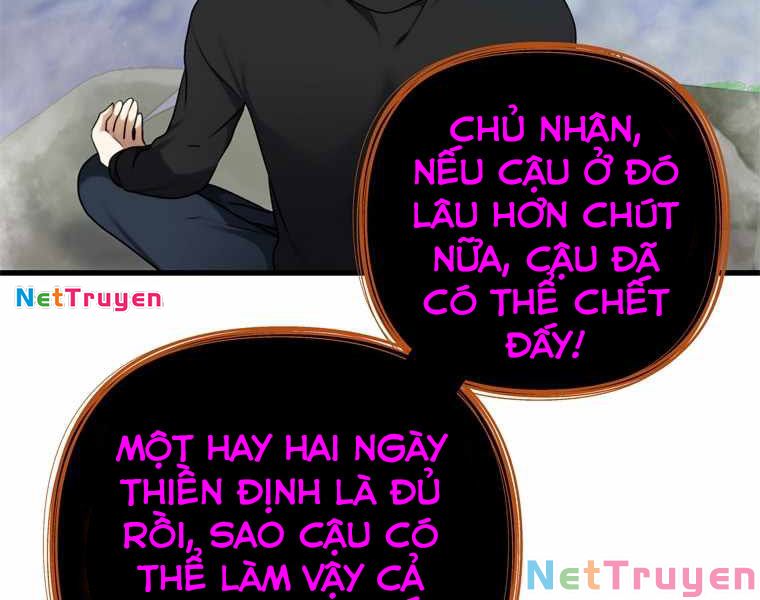 CHỦ NHÂN,
NẾU CẬU Ở ĐÓ
LÂU HƠN CHÚT
NỮA, CẬU ĐÃ
CÓ THỂ CHẾT
ĐẤY!
NetTruyen
MỘT HAY HAI NGÀY
THIỀN ĐỊNH LÀ ĐỦ
RỒI, SAO CẬU CÓ
THỂ LÀM VẬY CẢ
NetTruyen